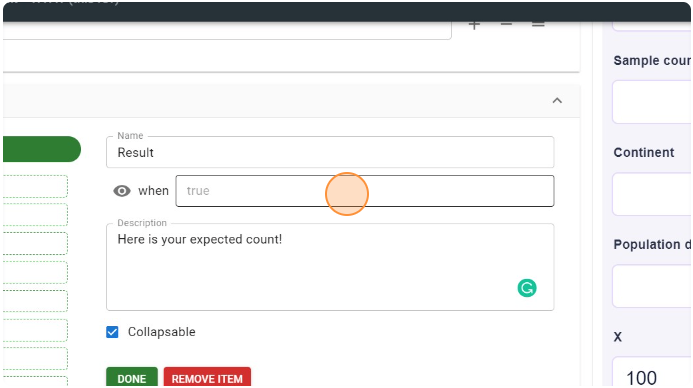 Name
Result
when
true
Description
Here is your expected count!
Collapsable
DONE
REMOVE ITEM
Sample cour
Continent
Population d
X
100